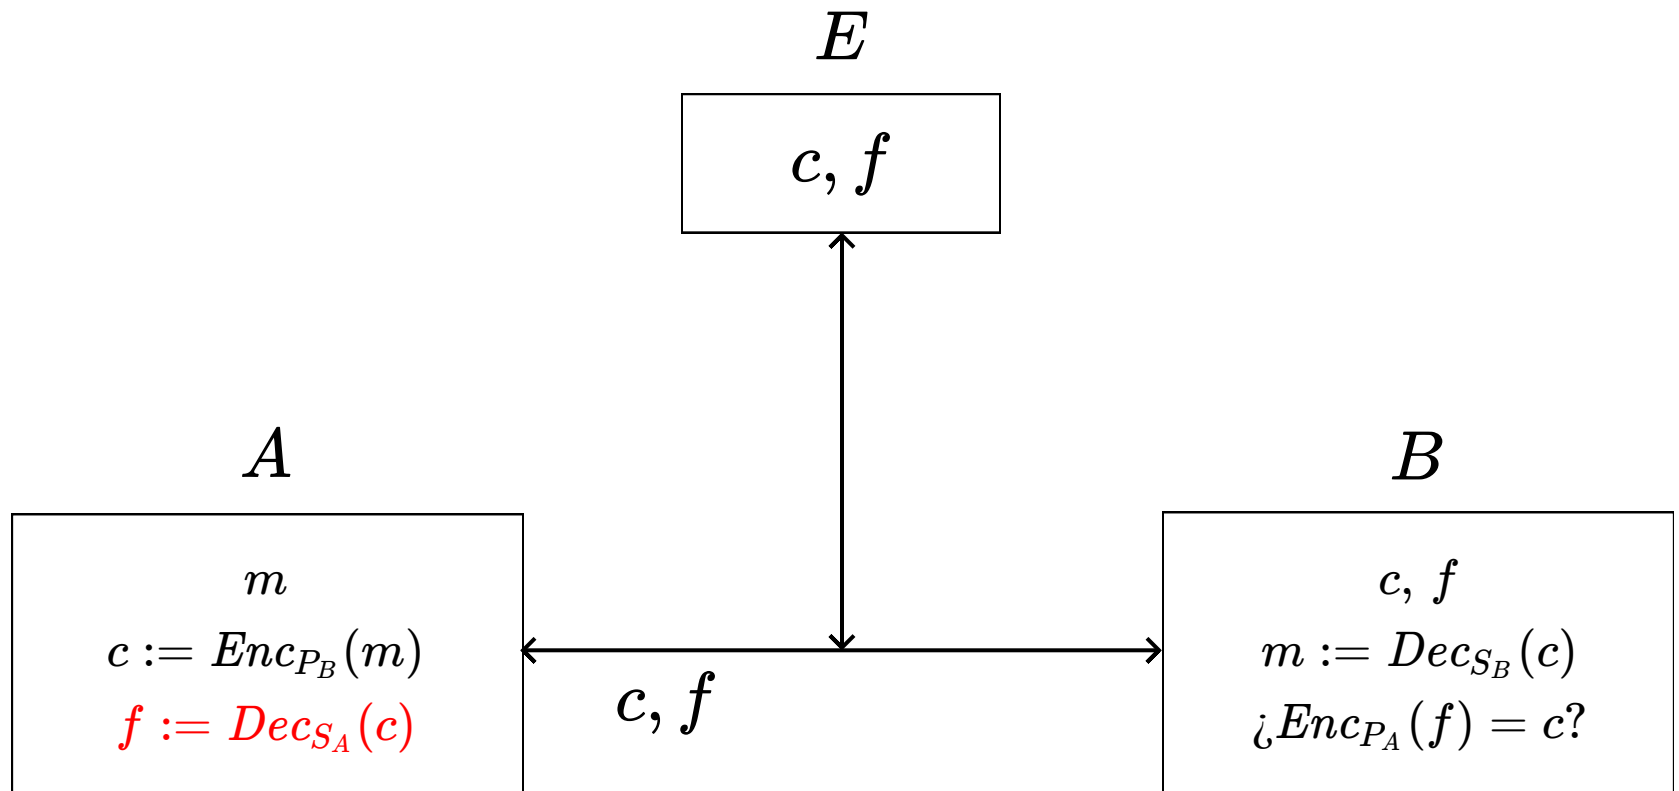 E
c, f
A
m
c := Enc_{P_B}(m)
f := Dec_{S_A}(c)
c, f
B
c, f
m := Dec_{S_B}(c)
¿Enc_{P_A}(f) = c?